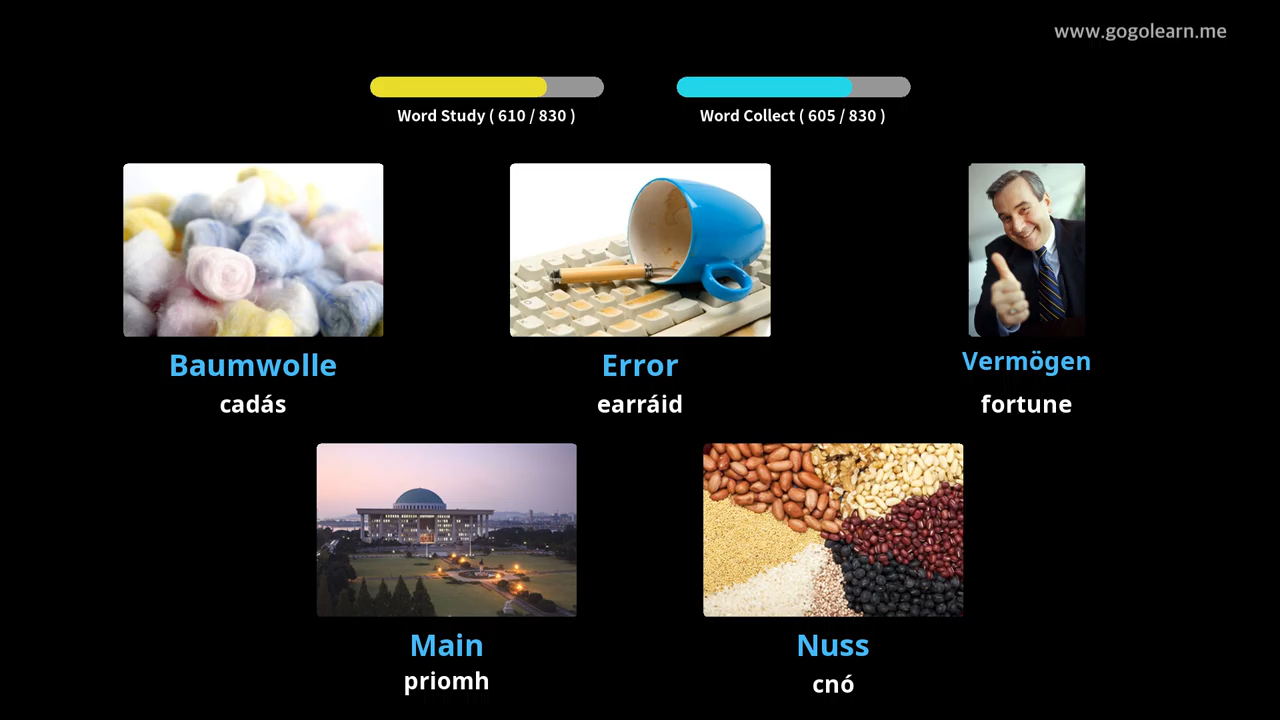 www.gogolearn.me
Word Study ( 610 / 830 )
Word Collect ( 605 / 830 )
Baumwolle
cadás
Error
earráid
Vermögen
fortune
Main
priomh
Nuss
cnó